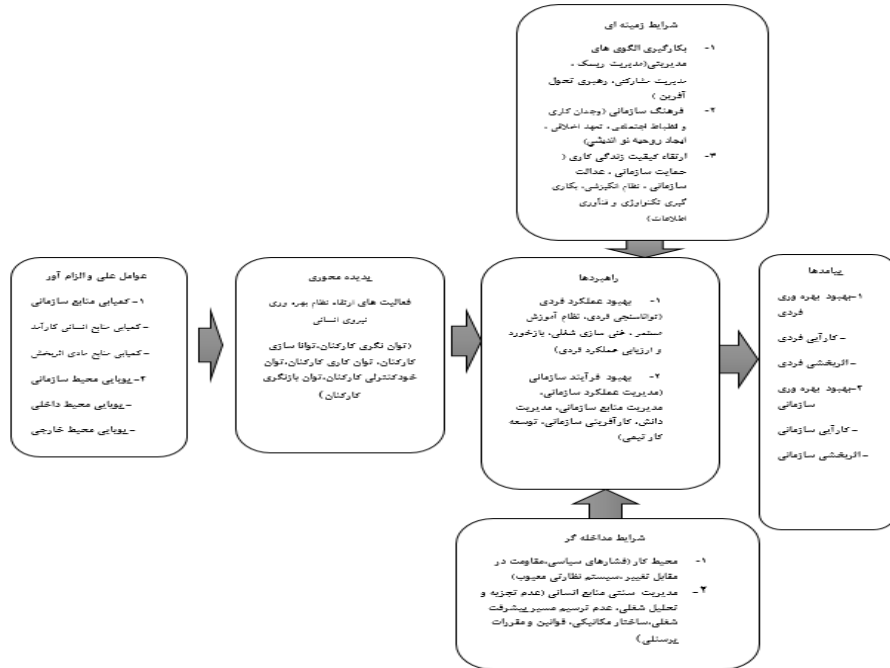 شرایط زمینه ای
۱- بکارگیری الگوی های
مدیریتی(مدیریت ریسک ،
مدیریت مشارکتی، رهبری تحول
آفرین )
۲- فرهنگ سازمانی (وجدان کاری
و انظباط اجتماعی ، تعهد اخلاقی ،
ایجاد روحیه نو اندیشی)
۳- ارتقاء کیفیت زندگی کاری (
حمایت سازمانی ، عدالت
سازمانی ، نظام انگیزشی، بکاری
گیری تکنولوژی و فنآوری
اطلاعات)
عوامل علی و الزام آور
۱- کمیابی منابع سازمانی
- کمیابی منابع انسانی کارآمد
- کمیابی منابع مادی اثربخش
۲- پویایی محیط سازمانی
- پویایی محیط داخلی
- پویایی محیط خارجی
پدیده محوری
فعالیت های ارتقاء نظام بهره وری
نیروی انسانی
(توان نگری کارکنان،توانا سازی
کارکنان، توان کاری کارکنان،توان
خودکنترلی کارکنان،توان بازنگری
کارکنان)
راهبردها
۱- بهبود عملکرد فردی
(تواناسنجی فردی، نظام آموزش
مستمر ، غنی سازی شغلی، بازخورد
و ارزیابی عملکرد فردی)
۲- بهبود فرآیند سازمانی
(مدیریت عملکرد سازمانی،
مدیریت منابع سازمانی، مدیریت
دانش، کارآفرینی سازمانی، توسعه
کار تیمی)
پیامدها
۱-بهبود بهره وری
فردی
- کارآیی فردی
- اثربخشی فردی
۲-بهبود بهره وری
سازمانی
- کارآیی سازمانی
- اثربخشی سازمانی
شرایط مداخله گر
۱- محیط کار (فشارهای سیاسی،مقاومت در
مقابل تغییر ،سیستم نظارتی معیوب)
۲- مدیریت سنتی منابع انسانی (عدم تجزیه و
تحلیل شغلی، عدم ترسیم مسیر پیشرفت
شغلی،ساختار مکانیکی، قوانین و مقررات
پرسنلی)